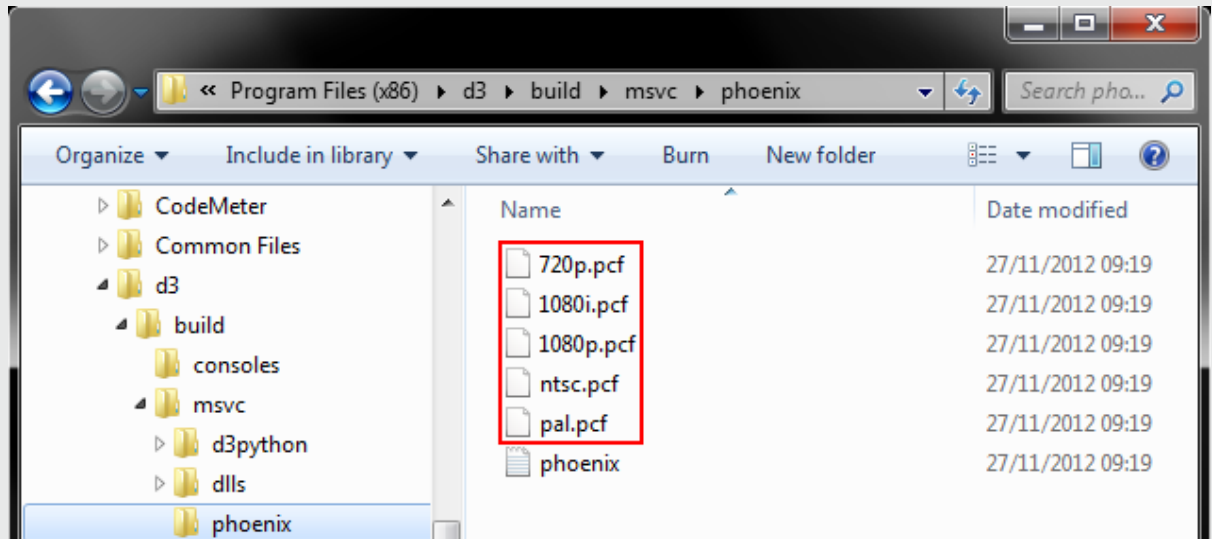 « Program Files (x86) ▸ d3 ▸ build ▸ msvc ▸ phoenix
Search pho...
Organize Include in library Share with Burn New folder
CodeMeter
Common Files
d3
build
consoles
msvc
d3python
dlls
phoenix
Name Date modified
720p.pcf 27/11/2012 09:19
1080i.pcf 27/11/2012 09:19
1080p.pcf 27/11/2012 09:19
ntsc.pcf 27/11/2012 09:19
pal.pcf 27/11/2012 09:19
phoenix 27/11/2012 09:19